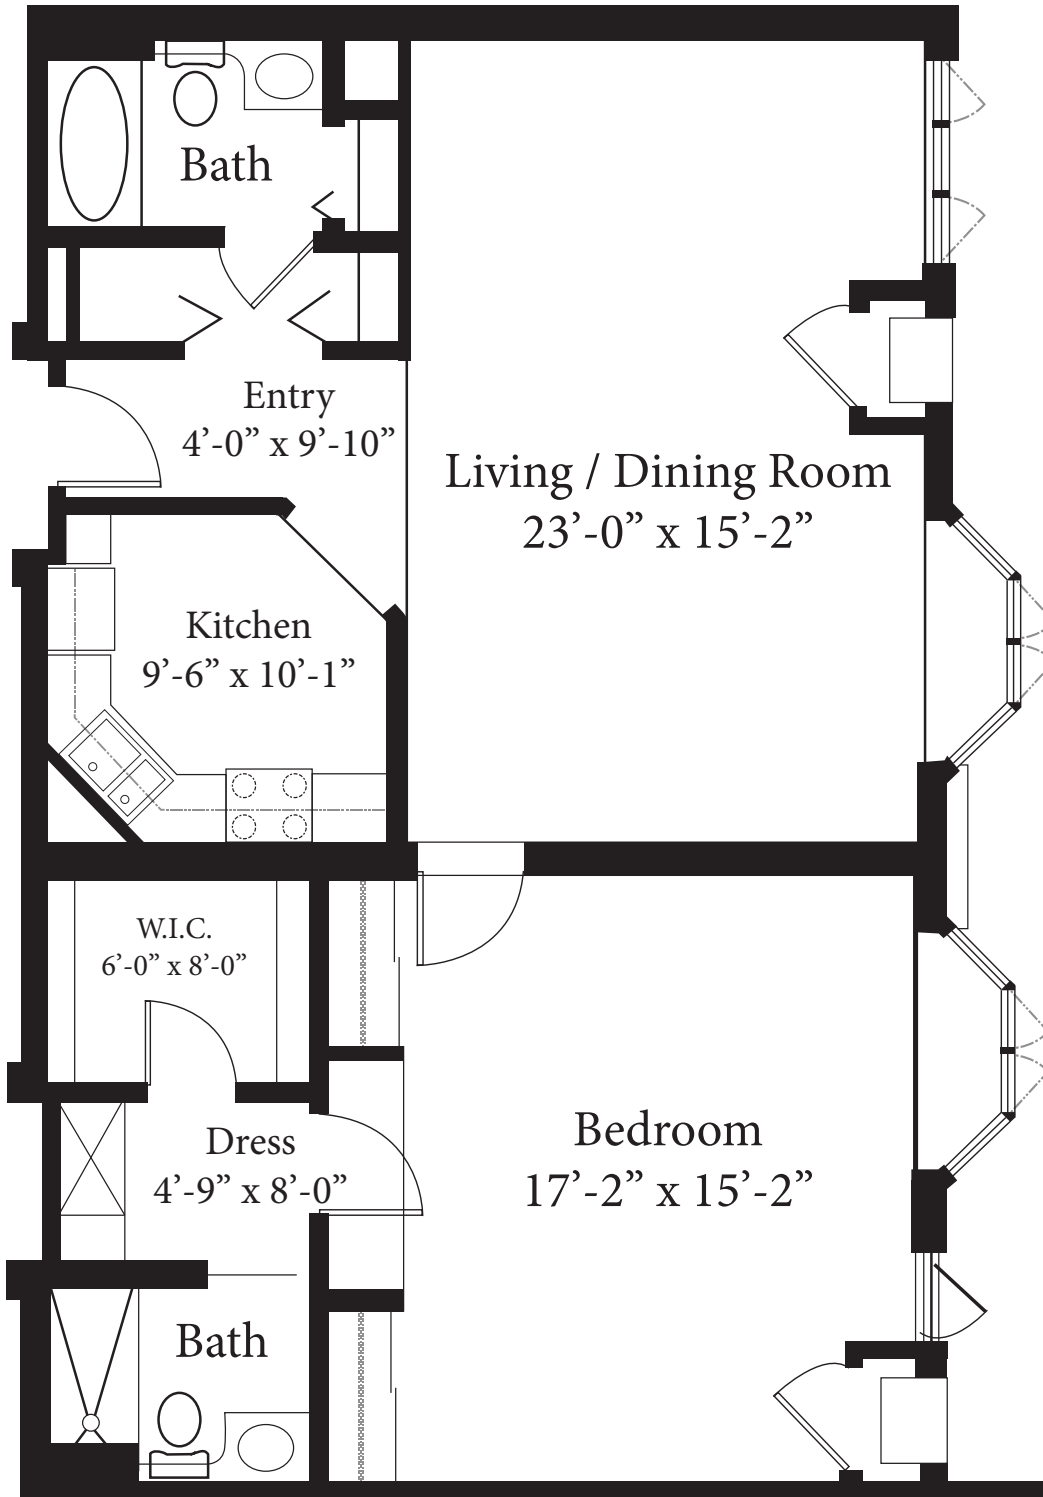 Bath
Entry
4’-0” x 9’-10”
Living / Dining Room
23’-0” x 15’-2”
Kitchen
9’-6” x 10’-1”
W.I.C.
6’-0” x 8’-0”
Dress
4’-9” x 8’-0”
Bedroom
17’-2” x 15’-2”
Bath